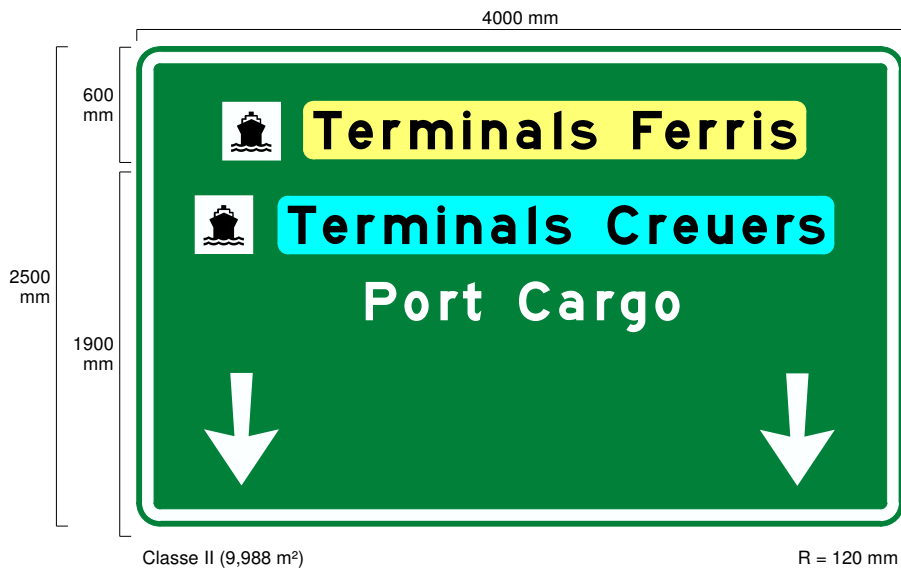 4000 mm
600
mm
Terminals Ferris
Terminals Creuers
2500
mm
Port Cargo
1900
mm
Classe II (9,988 m²)
R = 120 mm